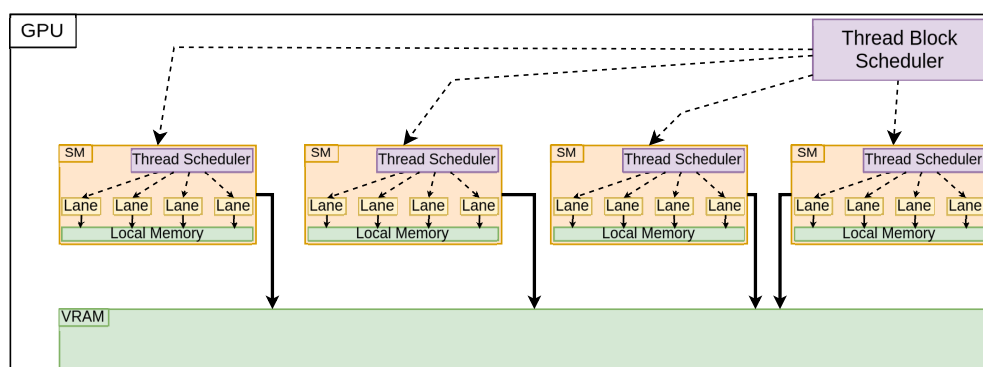 GPU
Thread Block
Scheduler
SM
Thread Scheduler
Lane Lane Lane Lane
Local Memory
SM
Thread Scheduler
Lane Lane Lane Lane
Local Memory
SM
Thread Scheduler
Lane Lane Lane Lane
Local Memory
SM
Thread Scheduler
Lane Lane Lane Lane
Local Memory
VRAM